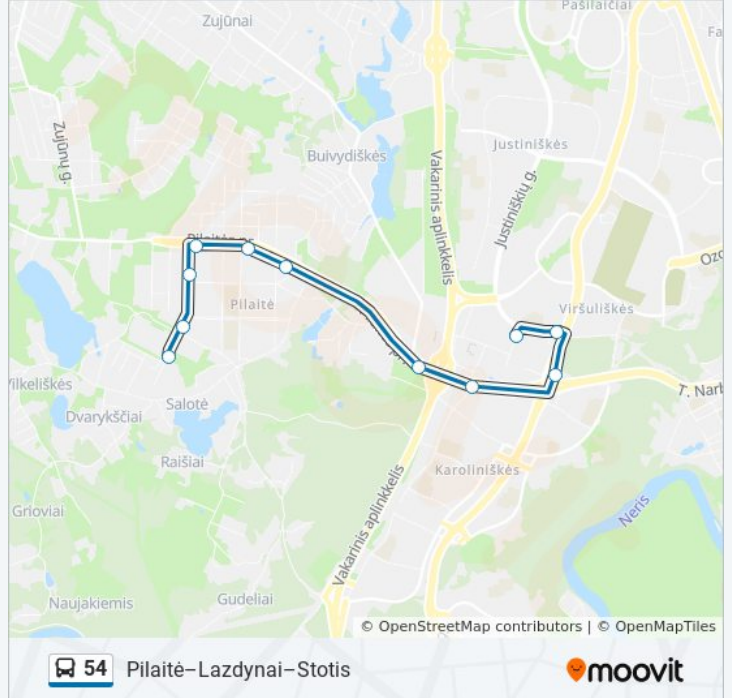 Pašilaičiai
Zujūnai
Fa
Zujūnų g.
Buivydiškės
Justiniškės
Vakarinis aplinkkelis
Justiniškių g.
Pilaitės pr.
Ozo
Pilaitė
Viršuliškės
Vilkeliškės
T. Narb
Dvarykščiai
Salotė
Raišiai
Karoliniškės
Vakarinis aplinkkelis
Grioviai
Neris
Naujakiemis
Gudeliai
© OpenStreetMap contributors | © OpenMapTiles
54 Pilaitė–Lazdynai–Stotis
moovit